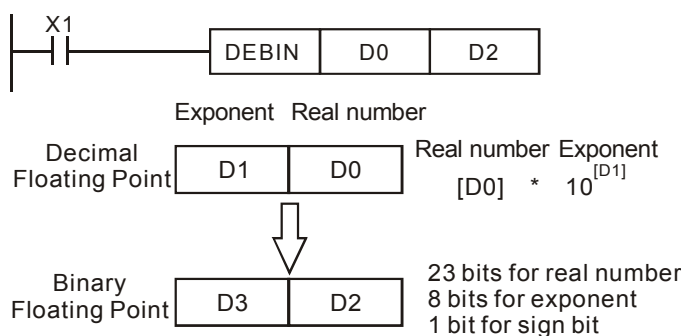 X1
DEBIN D0 D2
Exponent Real number
Decimal
Floating Point
D1 D0
Real number Exponent
[D0] * 10[D1]
Binary
Floating Point
D3 D2
23 bits for real number
8 bits for exponent
1 bit for sign bit